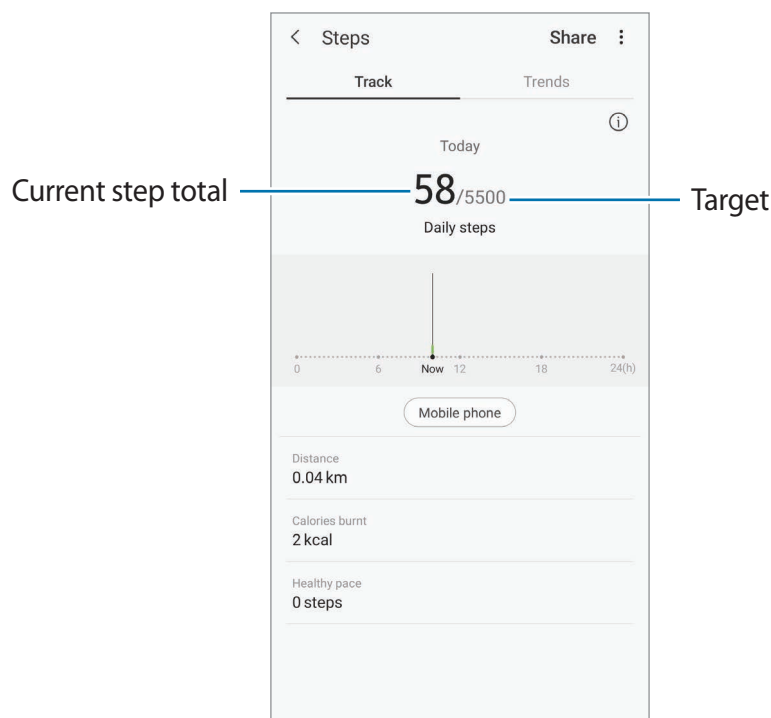 Steps Share
Track Trends
Today
Current step total 58/5500 Target
Daily steps
0 6 Now 12 18 24(h)
Mobile phone
Distance
0.04 km
Calories burnt
2 kcal
Healthy pace
0 steps